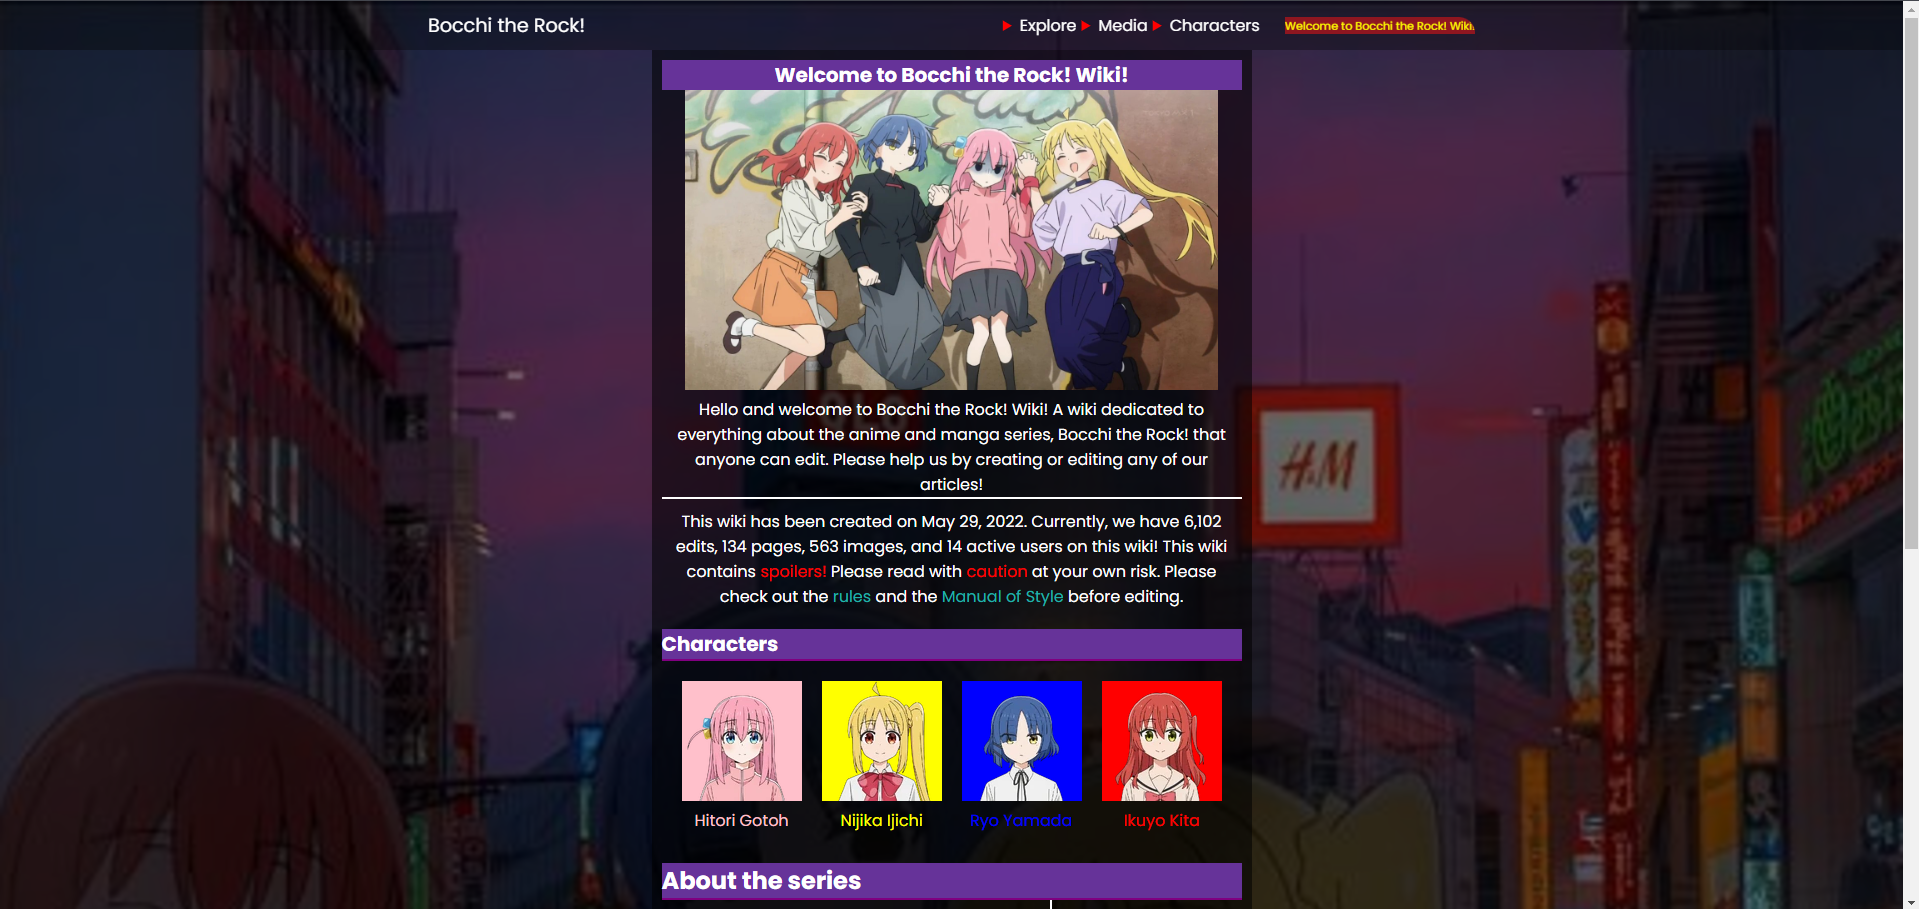 Bocchi the Rock!
Explore Media Characters
Welcome to Bocchi the Rock! Wiki!
Welcome to Bocchi the Rock! Wiki!
Hello and welcome to Bocchi the Rock! Wiki! A wiki dedicated to
everything about the anime and manga series, Bocchi the Rock! that
anyone can edit. Please help us by creating or editing any of our
articles!
This wiki has been created on May 29, 2022. Currently, we have 6,102
edits, 134 pages, 563 images, and 14 active users on this wiki! This wiki
contains spoilers! Please read with caution at your own risk. Please
check out the rules and the Manual of Style before editing.
Characters
Hitori Gotoh
Nijika Ijichi
Ryo Yamada
Ikuyo Kita
About the series
H&M